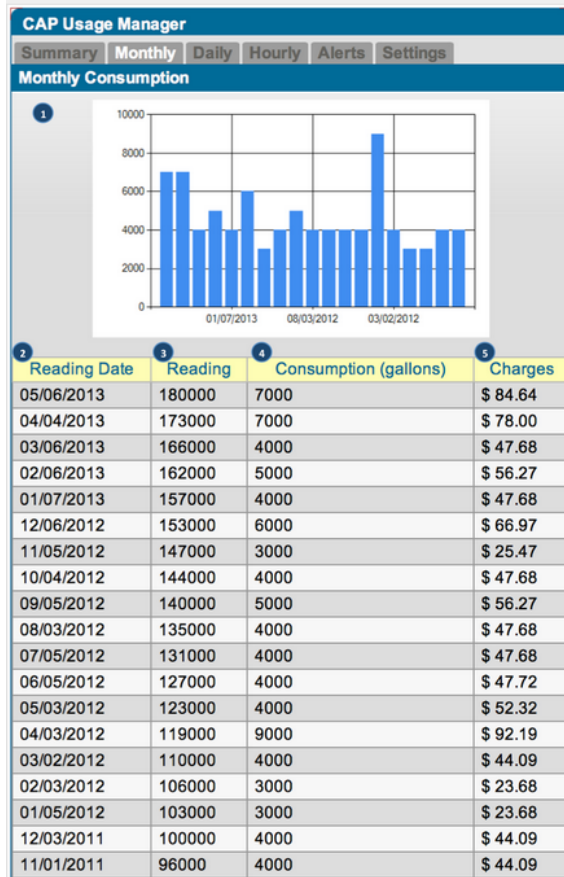 CAP Usage Manager
Summary Monthly Daily Hourly Alerts Settings
Monthly Consumption
1
10000
8000
6000
4000
2000
0
01/07/2013 08/03/2012 03/02/2012
2 3 4 5
Reading Date Reading Consumption (gallons) Charges
05/06/2013 180000 7000 $ 84.64
04/04/2013 173000 7000 $ 78.00
03/06/2013 166000 4000 $ 47.68
02/06/2013 162000 5000 $ 56.27
01/07/2013 157000 4000 $ 47.68
12/06/2012 153000 6000 $ 66.97
11/05/2012 147000 3000 $ 25.47
10/04/2012 144000 4000 $ 47.68
09/05/2012 140000 5000 $ 56.27
08/03/2012 135000 4000 $ 47.68
07/05/2012 131000 4000 $ 47.68
06/05/2012 127000 4000 $ 47.72
05/03/2012 123000 4000 $ 52.32
04/03/2012 119000 9000 $ 92.19
03/02/2012 110000 4000 $ 44.09
02/03/2012 106000 3000 $ 23.68
01/05/2012 103000 3000 $ 23.68
12/03/2011 100000 4000 $ 44.09
11/01/2011 96000 4000 $ 44.09